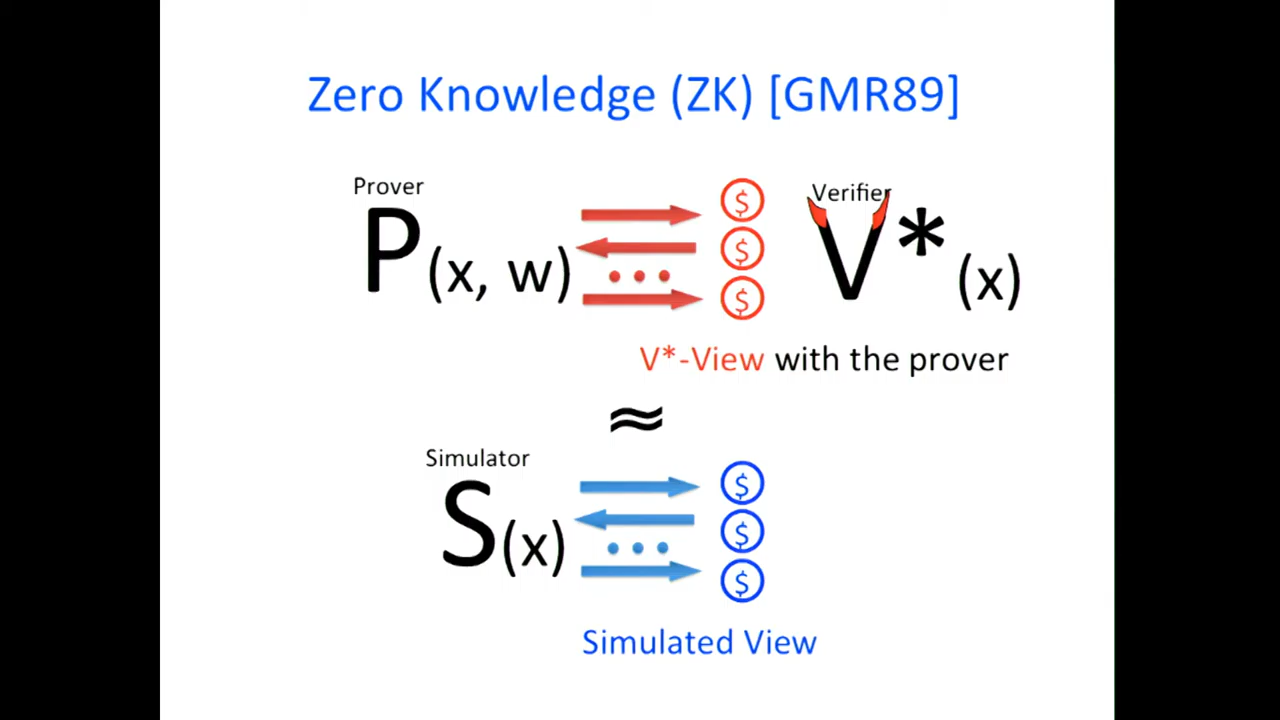 Zero Knowledge (ZK) [GMR89]
Prover
Verifier
P(x, w)
$
$
$
V*(x)
V*-View with the prover
≈
Simulator
S(x)
$
$
$
Simulated View